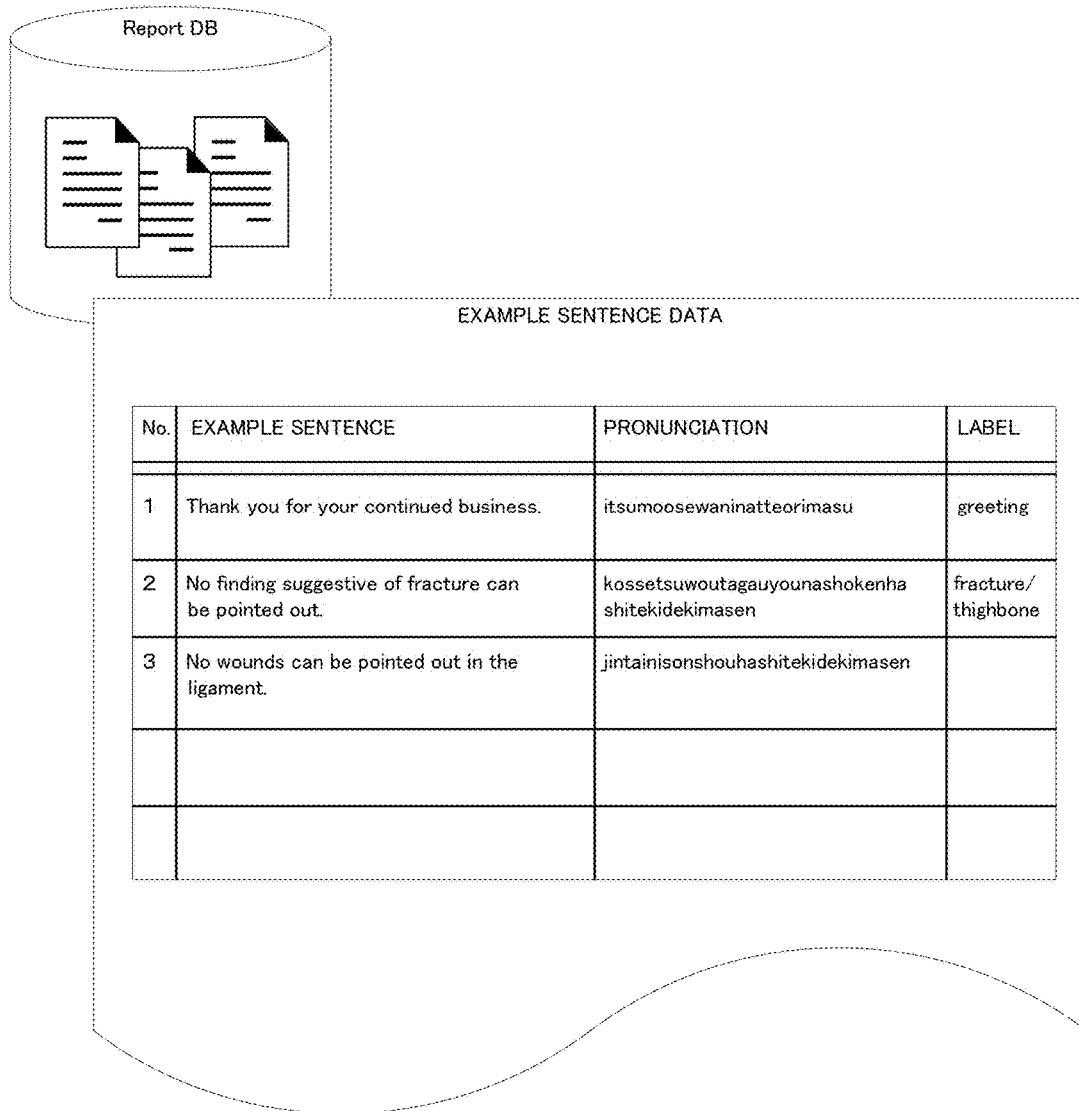 Report DB
EXAMPLE SENTENCE DATA
No. EXAMPLE SENTENCE PRONUNCIATION LABEL
1 Thank you for your continued business. itsumoosewaninatteorimasu greeting
2 No finding suggestive of fracture can kossetsuwoutagauyounashokenha fracture/
be pointed out. shitekidekimasen thighbone
3 No wounds can be pointed out in the jintainisonshouhashitekidekimasen
ligament.